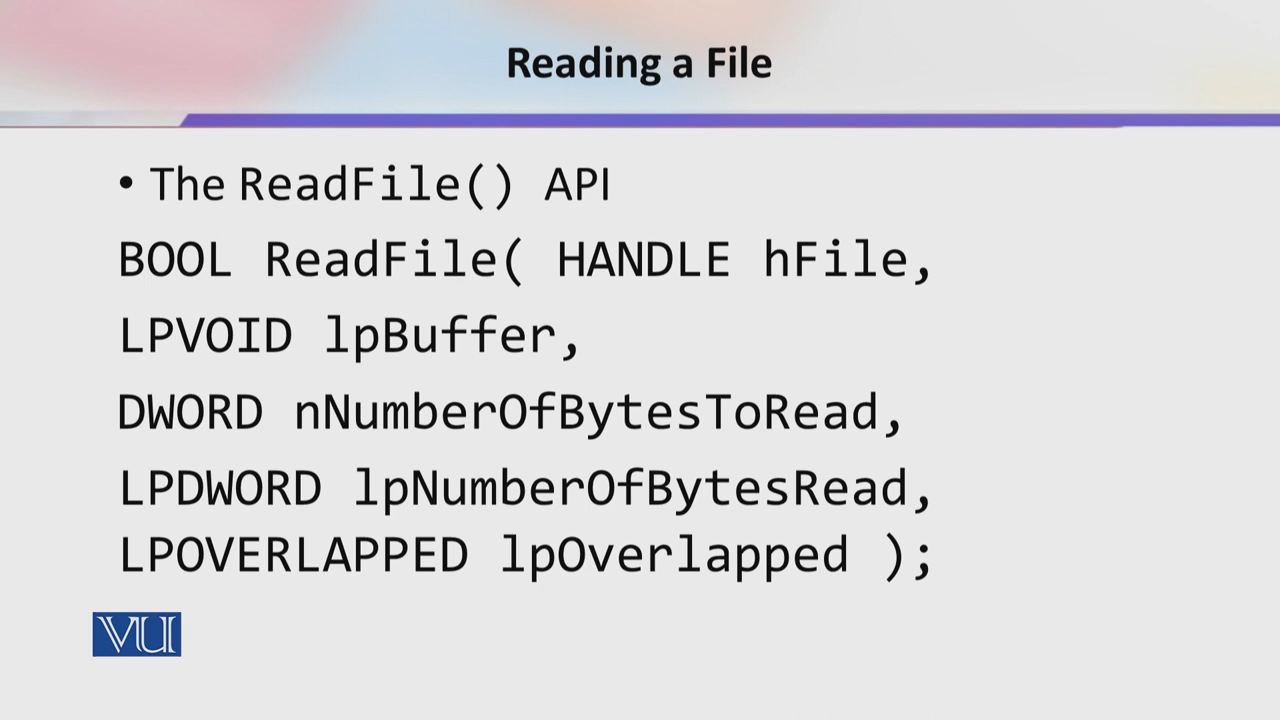 Reading a File
• The ReadFile() API
BOOL ReadFile( HANDLE hFile,
LPVOID lpBuffer,
DWORD nNumberOfBytesToRead,
LPDWORD lpNumberOfBytesRead,
LPOVERLAPPED lpOverlapped );
VU